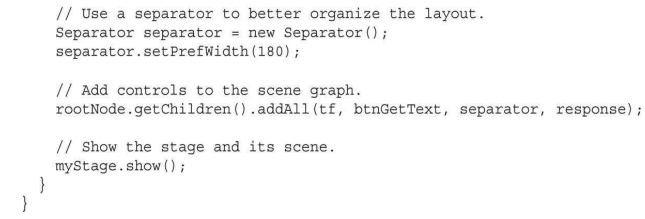 // Use a separator to better organize the layout.
Separator separator = new Separator();
separator.setPrefWidth(180);

// Add controls to the scene graph.
rootNode.getChildren().addAll(tf, btnGetText, separator, response);

// Show the stage and its scene.
myStage.show();
}
}